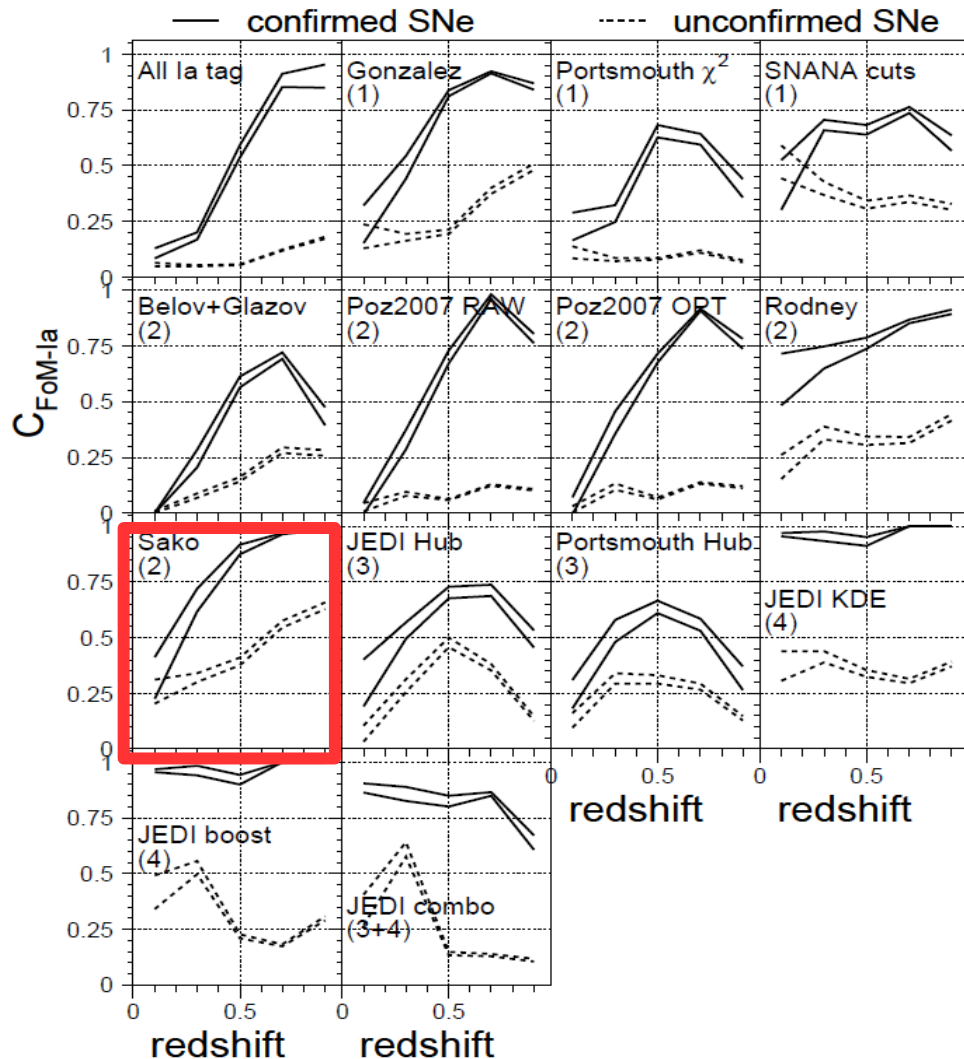 confirmed SNe unconfirmed SNe
1 All Ia tag Gonzalez Portsmouth χ² SNANA cuts
(1) (1) (1)
0.75
0.5
0.25
0
1 Belov+Glazov Poz2007 RAW Poz2007 OPT Rodney
(2) (2) (2) (2)
0.75
0.5
0.25
0
C_FoM-Ia
1 Sako JEDI Hub Portsmouth Hub
(2) (3) (3)
0.75 JEDI KDE
(4)
0.5
0.25
0
1 0 0.5 0 0.5
redshift redshift
0.75
JEDI boost
(4)
0.5
JEDI combo
(3+4)
0.25
0
0 0.5 0 0.5
redshift redshift